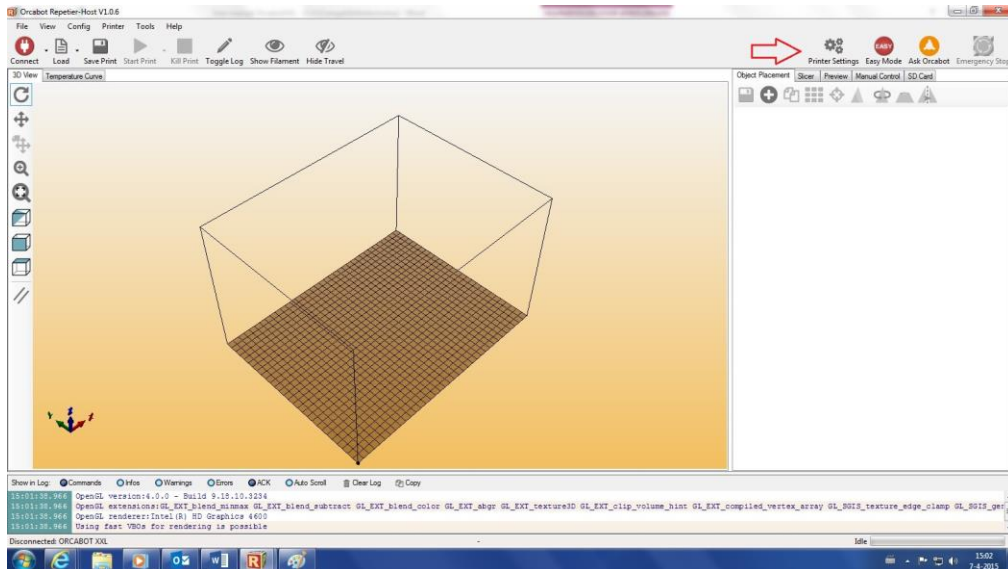 Orcabot Repetier-Host V1.0.6
File View Config Printer Tools Help
Connect Load Save Print Start Print Kill Print Toggle Log Show Filament Hide Travel Printer Settings Easy Mode Ask Orcabot Emergency Stop
EASY
3D View Temperature Curve Object Placement Slicer Preview Manual Control SD Card
Y Z X
Show in Log: Commands Infos Warnings Errors ACK Auto Scroll Clear Log Copy
15:01:38.966 OpenGL version:4.0.0 - Build 9.18.10.3234
15:01:38.966 OpenGL extensions:GL_EXT_blend_minmax GL_EXT_blend_subtract GL_EXT_blend_color GL_EXT_abgr GL_EXT_texture3D GL_EXT_clip_volume_hint GL_EXT_compiled_vertex_array GL_SGIS_texture_edge_clamp
15:01:38.966 OpenGL renderer:Intel(R) HD Graphics 4600
15:01:38.966 Using fast VBOs for rendering is possible
Disconnected: ORCABOT XXL - Idle
15:02
7-4-2015